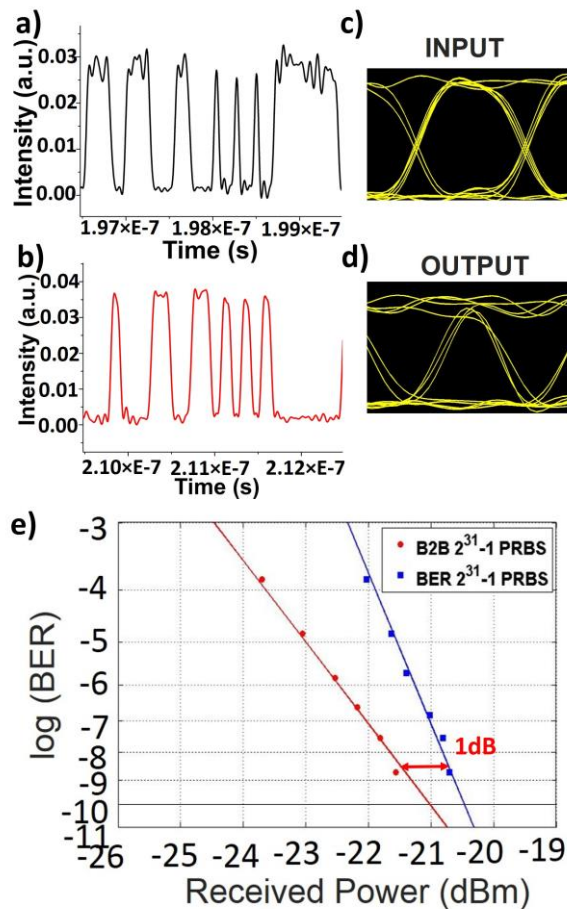 a)
Intensity (a.u.)
0.03
0.02
0.01
0.00
1.97×E-7 1.98×E-7 1.99×E-7
Time (s)
c)
INPUT
b)
Intensity (a.u.)
0.04
0.03
0.02
0.01
0.00
2.10×E-7 2.11×E-7 2.12×E-7
Time (s)
d)
OUTPUT
e)
log (BER)
-3
-4
-5
-6
-7
-8
-9
-10
-11
B2B 2³¹-1 PRBS
BER 2³¹-1 PRBS
1dB
-26 -25 -24 -23 -22 -21 -20 -19
Received Power (dBm)